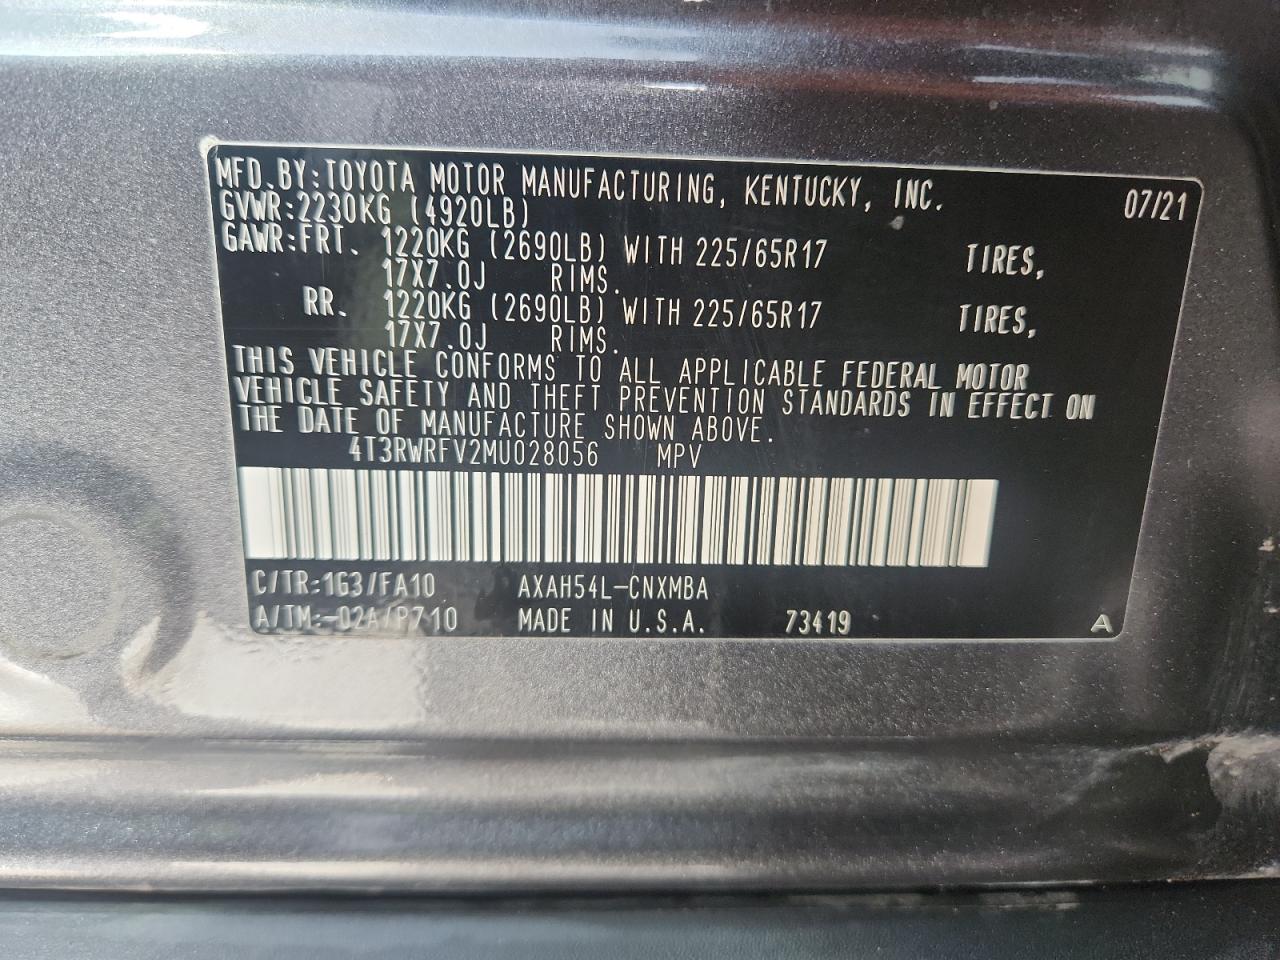 MFD.BY:TOYOTA MOTOR MANUFACTURING, KENTUCKY, INC. 07/21
GVWR:2230KG (4920LB)
GAWR:FRT. 1220KG (2690LB) WITH 225/65R17 TIRES,
17X7.0J RIMS.
RR. 1220KG (2690LB) WITH 225/65R17 TIRES,
17X7.0J RIMS.
THIS VEHICLE CONFORMS TO ALL APPLICABLE FEDERAL MOTOR
VEHICLE SAFETY AND THEFT PREVENTION STANDARDS IN EFFECT ON
THE DATE OF MANUFACTURE SHOWN ABOVE.
4T3RWRFV2MU028056 MPV
C/TR:1G3/FA10 AXAH54L-CNXMBA
A/TM:-02A/P710 MADE IN U.S.A. 73419 A